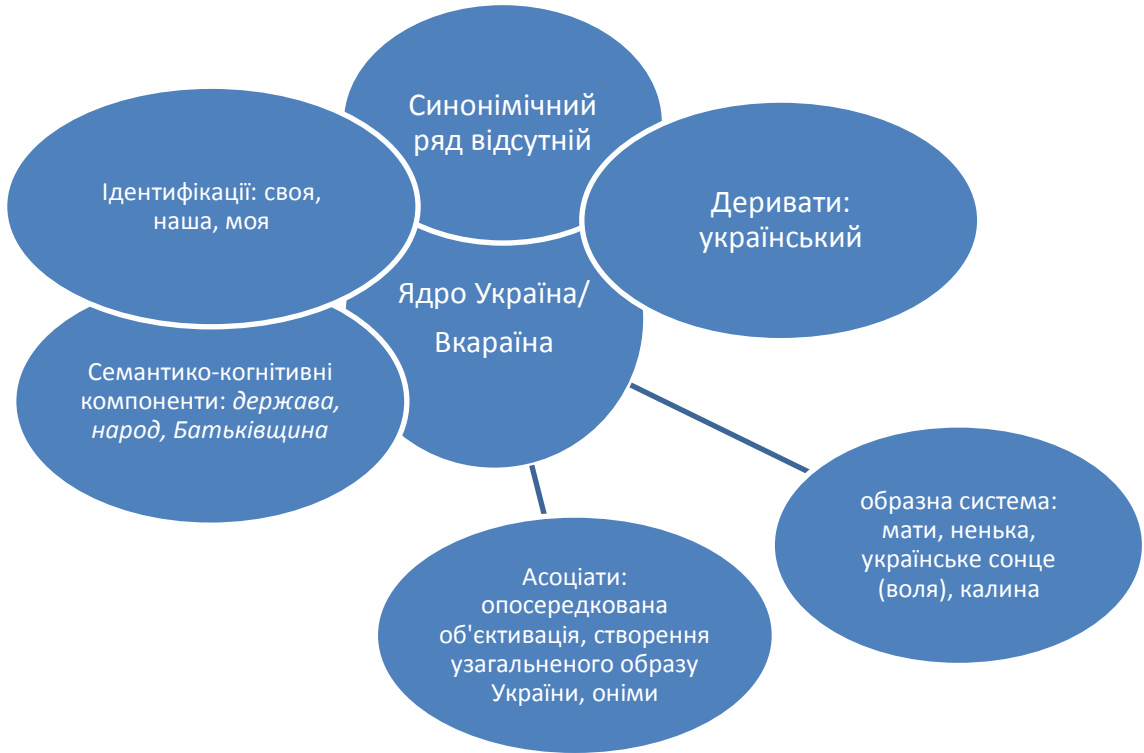 Синонімічний
ряд відсутній
Ідентифікації: своя,
наша, моя
Деривати:
український
Ядро Україна/
Вкараїна
Семантико-когнітивні
компоненти: держава,
народ, Батьківщина
образна система:
мати, ненька,
українське сонце
(воля), калина
Асоціати:
опосередкована
об'єктивація, створення
узагальненого образу
України, оніми